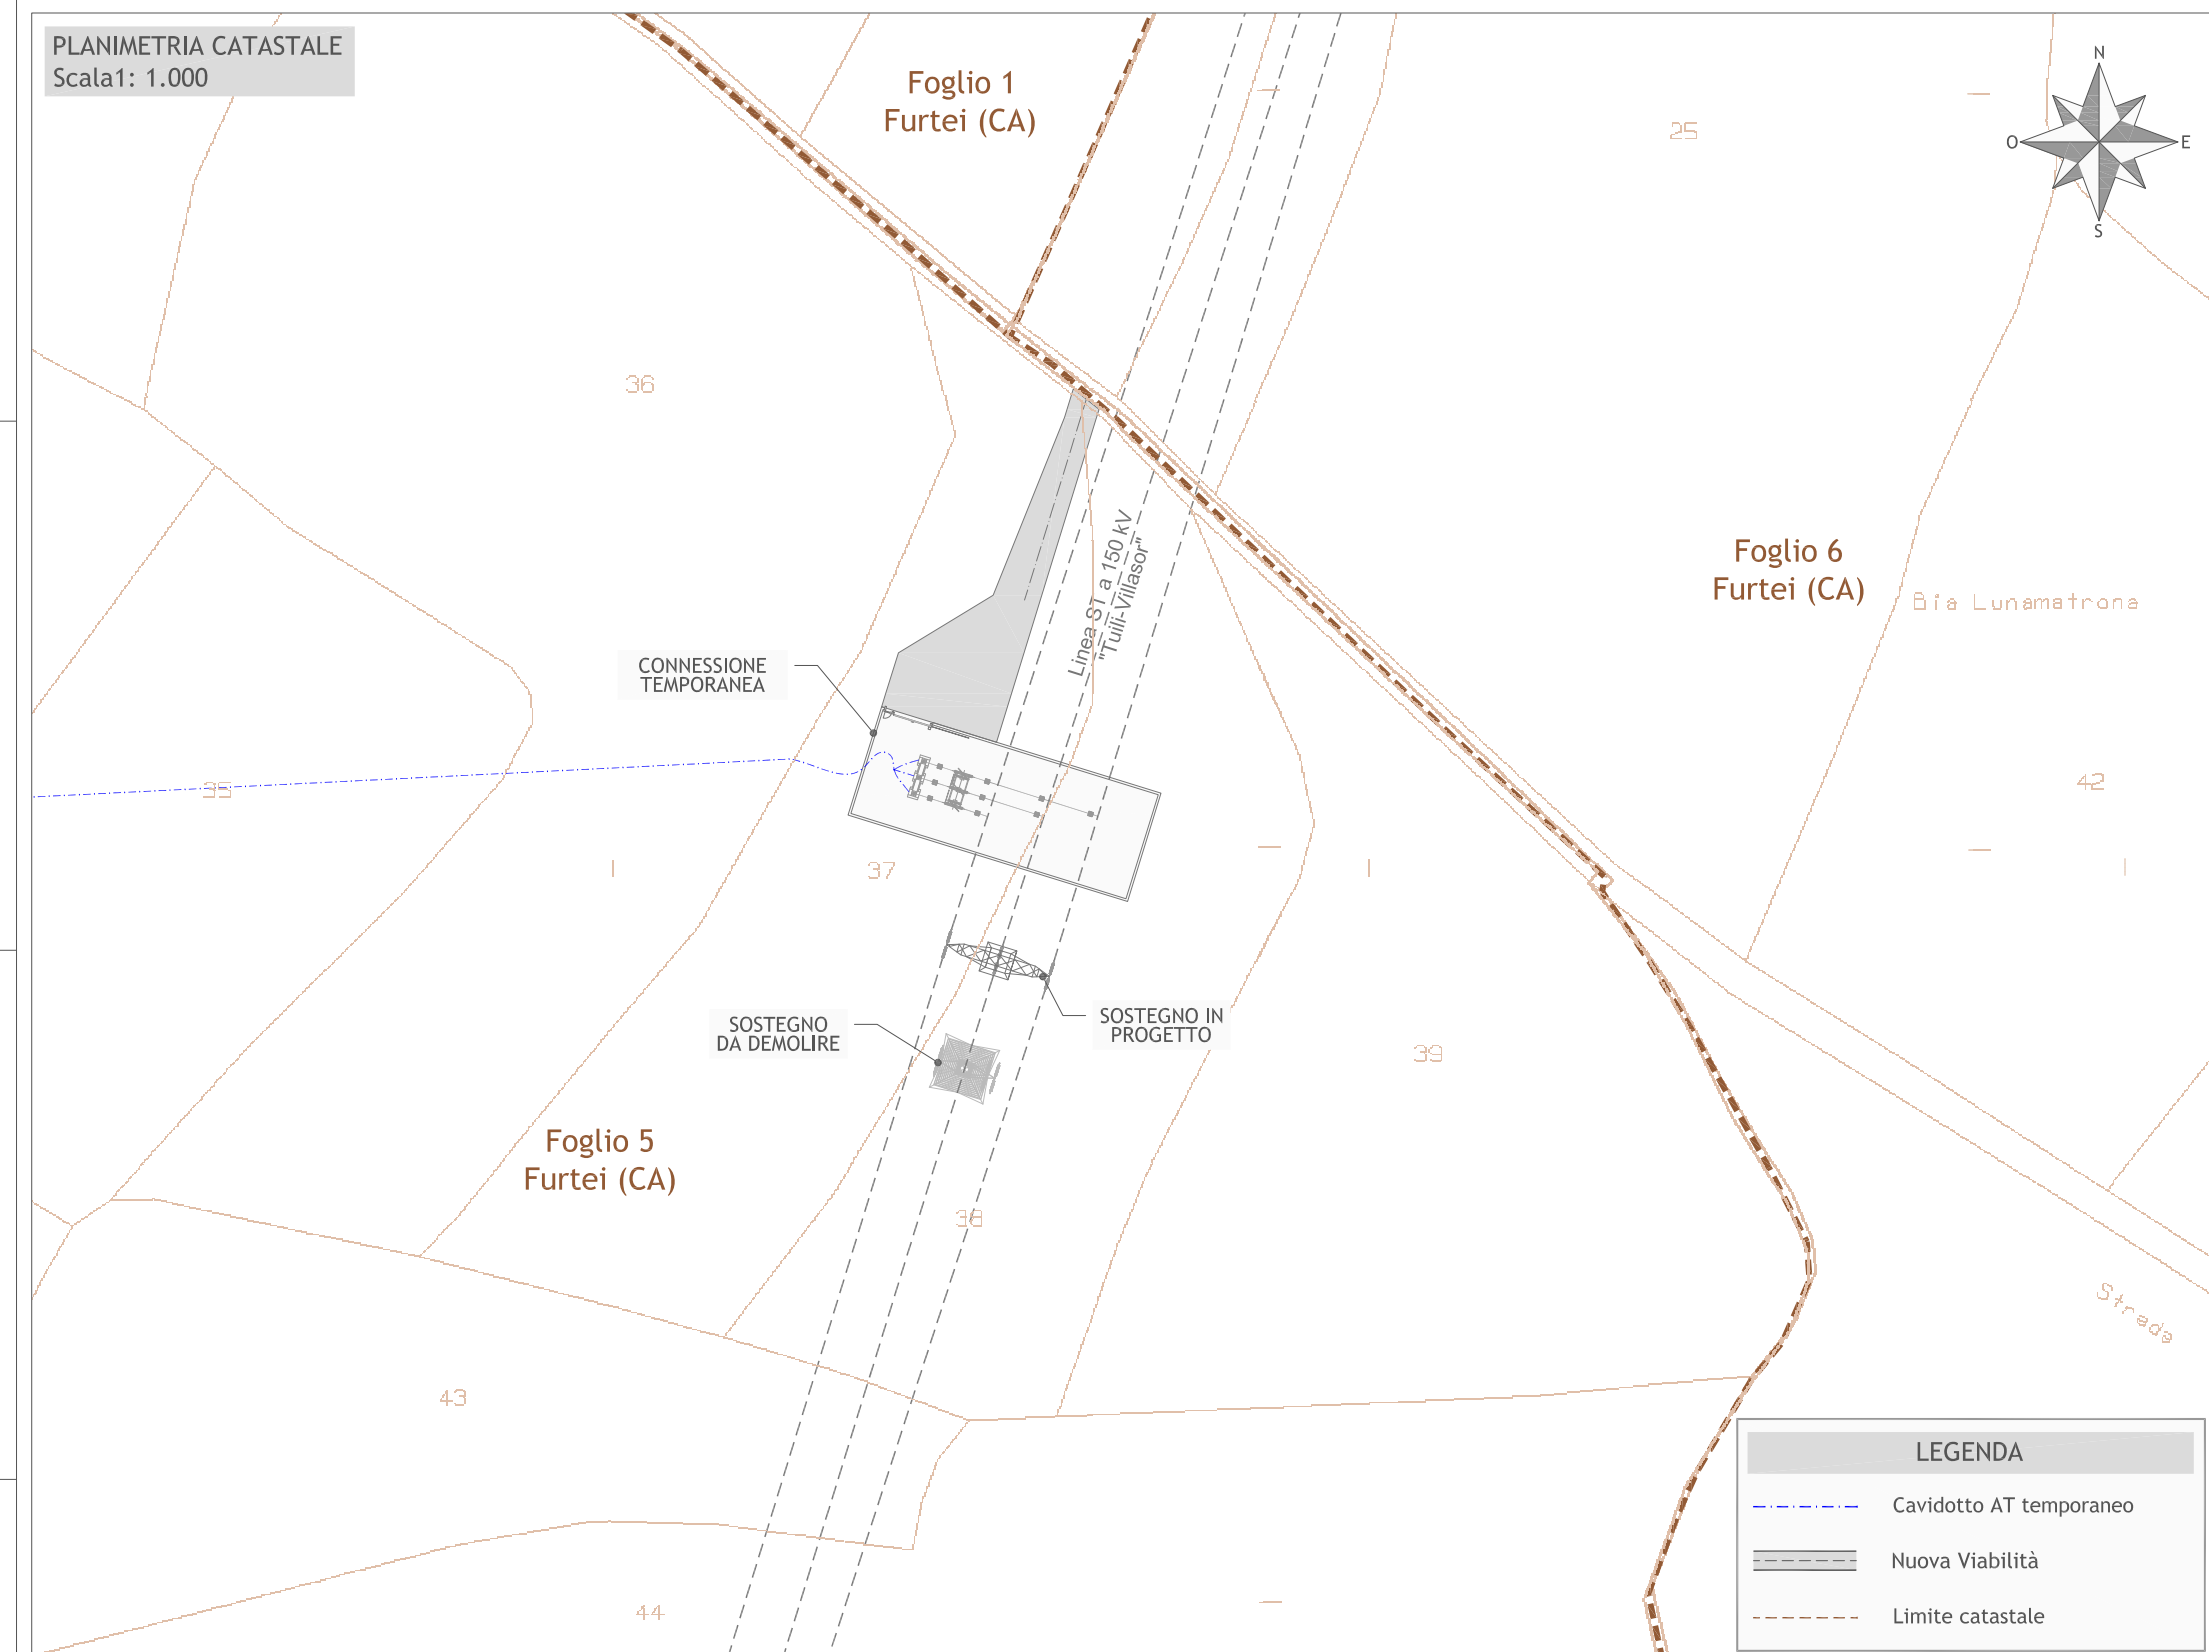 PLANIMETRIA CATASTALE
Scala1: 1.000
Foglio 1
Furtei (CA)
N
O
E
S
25
36
Foglio 6
Furtei (CA)
Bia Lunamatrona
Linea ST a 150 kV
"Tuili-Villasor"
CONNESSIONE
TEMPORANEA
35
42
37
SOSTEGNO
DA DEMOLIRE
SOSTEGNO IN
PROGETTO
39
Foglio 5
Furtei (CA)
38
Strada
43
44
LEGENDA
Cavidotto AT temporaneo
Nuova Viabilità
Limite catastale